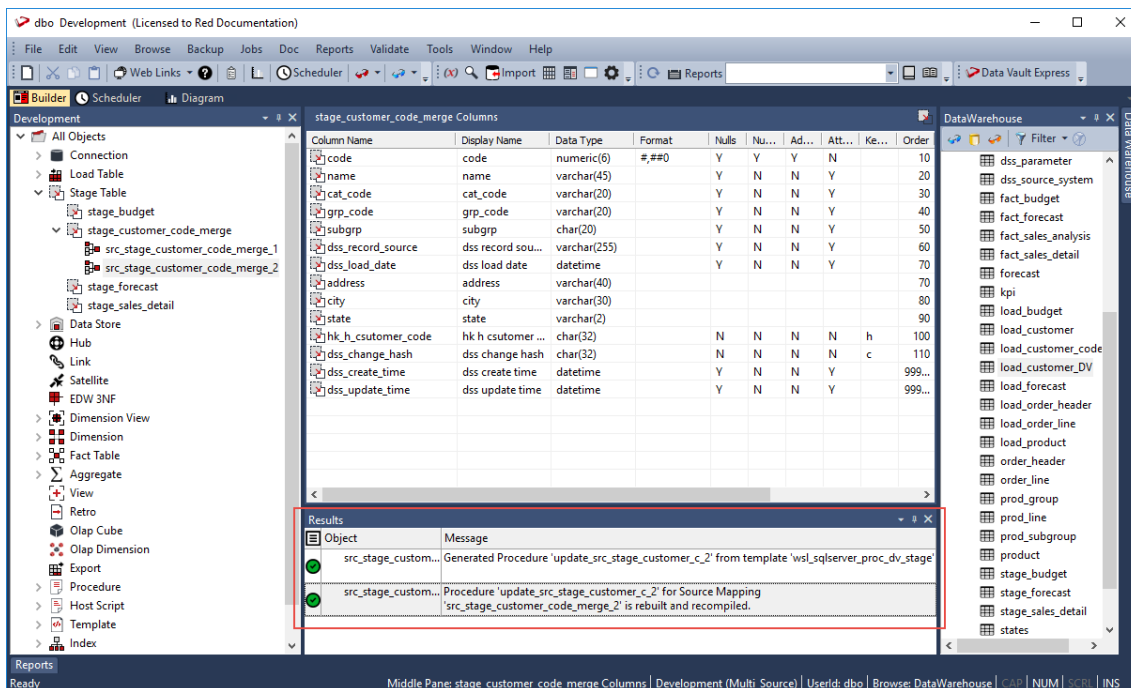 dbo Development (Licensed to Red Documentation)
File Edit View Browse Backup Jobs Doc Reports Validate Tools Window Help
Web Links Scheduler (x) Import Reports Data Vault Express
Builder Scheduler Diagram
Development
All Objects
Connection
Load Table
Stage Table
stage_budget
stage_customer_code_merge
src_stage_customer_code_merge_1
src_stage_customer_code_merge_2
stage_forecast
stage_sales_detail
Data Store
Hub
Link
Satellite
EDW 3NF
Dimension View
Dimension
Fact Table
Aggregate
View
Retro
Olap Cube
Olap Dimension
Export
Procedure
Host Script
Template
Index
stage_customer_code_merge Columns
Column Name Display Name Data Type Format Nulls Nu... Ad... Att... Ke... Order
code code numeric(6) #,##0 Y Y Y N 10
name name varchar(45) Y N N Y 20
cat_code cat_code varchar(20) Y N N Y 30
grp_code grp_code varchar(20) Y N N Y 40
subgrp subgrp char(20) Y N N Y 50
dss_record_source dss record sou... varchar(255) Y N N Y 60
dss_load_date dss load date datetime Y N N Y 70
address address varchar(40) 70
city city varchar(30) 80
state state varchar(2) 90
hk_h_csutomer_code hk h csutomer ... char(32) N N N N h 100
dss_change_hash dss change hash char(32) N N N N c 110
dss_create_time dss create time datetime Y N N Y 999...
dss_update_time dss update time datetime Y N N Y 999...
Results
Object Message
src_stage_custom... Generated Procedure 'update_src_stage_customer_c_2' from template 'wsl_sqlserver_proc_dv_stage'
src_stage_custom... Procedure 'update_src_stage_customer_c_2' for Source Mapping
'src_stage_customer_code_merge_2' is rebuilt and recompiled.
DataWarehouse
Filter
dss_parameter
dss_source_system
fact_budget
fact_forecast
fact_sales_analysis
fact_sales_detail
forecast
kpi
load_budget
load_customer
load_customer_code
load_customer_DV
load_forecast
load_order_header
load_order_line
load_product
order_header
order_line
prod_group
prod_line
prod_subgroup
product
stage_budget
stage_forecast
stage_sales_detail
states
Data Warehouse
Reports
Ready Middle Pane: stage_customer_code_merge Columns Development (Multi_Source) UserId: dbo Browse: DataWarehouse CAP NUM SCRL INS